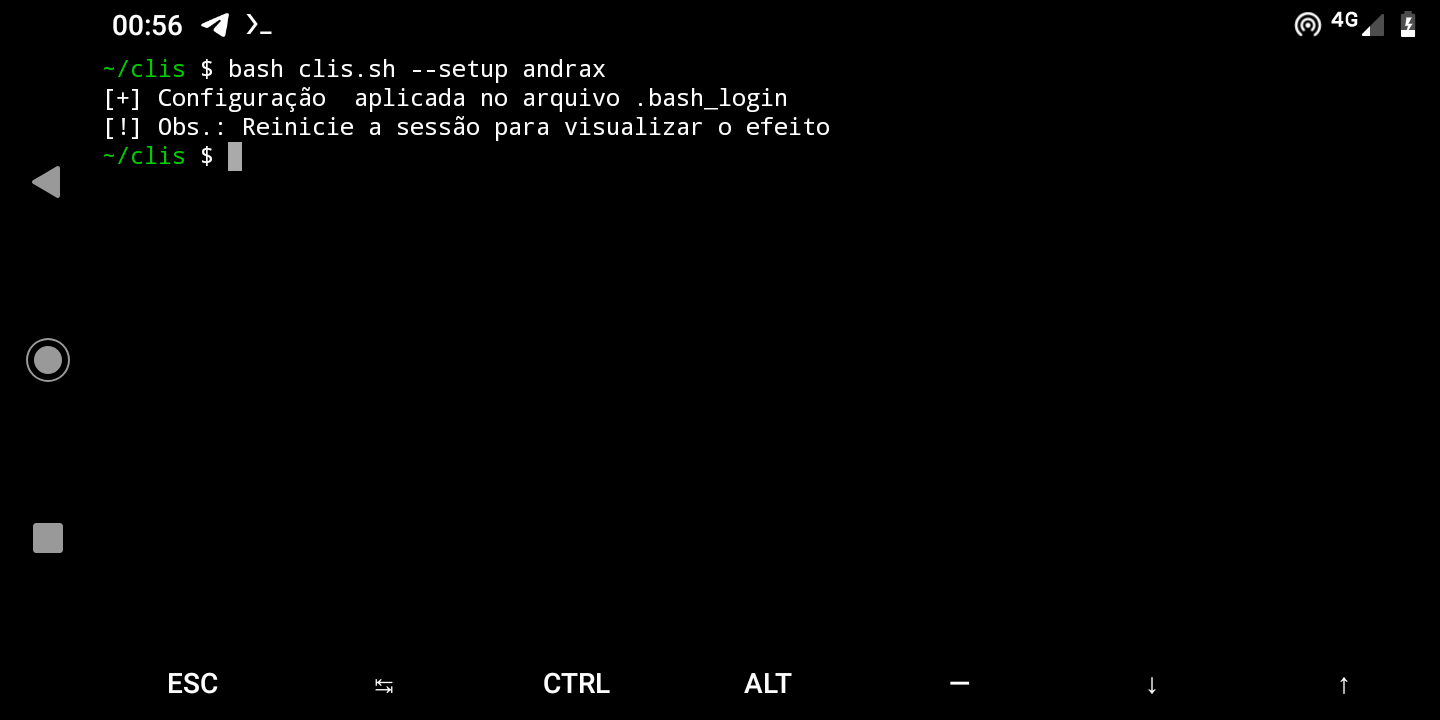 00:56
4G
~/clis $ bash clis.sh --setup andrax
[+] Configuração  aplicada no arquivo .bash_login
[!] Obs.: Reinicie a sessão para visualizar o efeito
~/clis $
ESC ↹ CTRL ALT — ↓ ↑